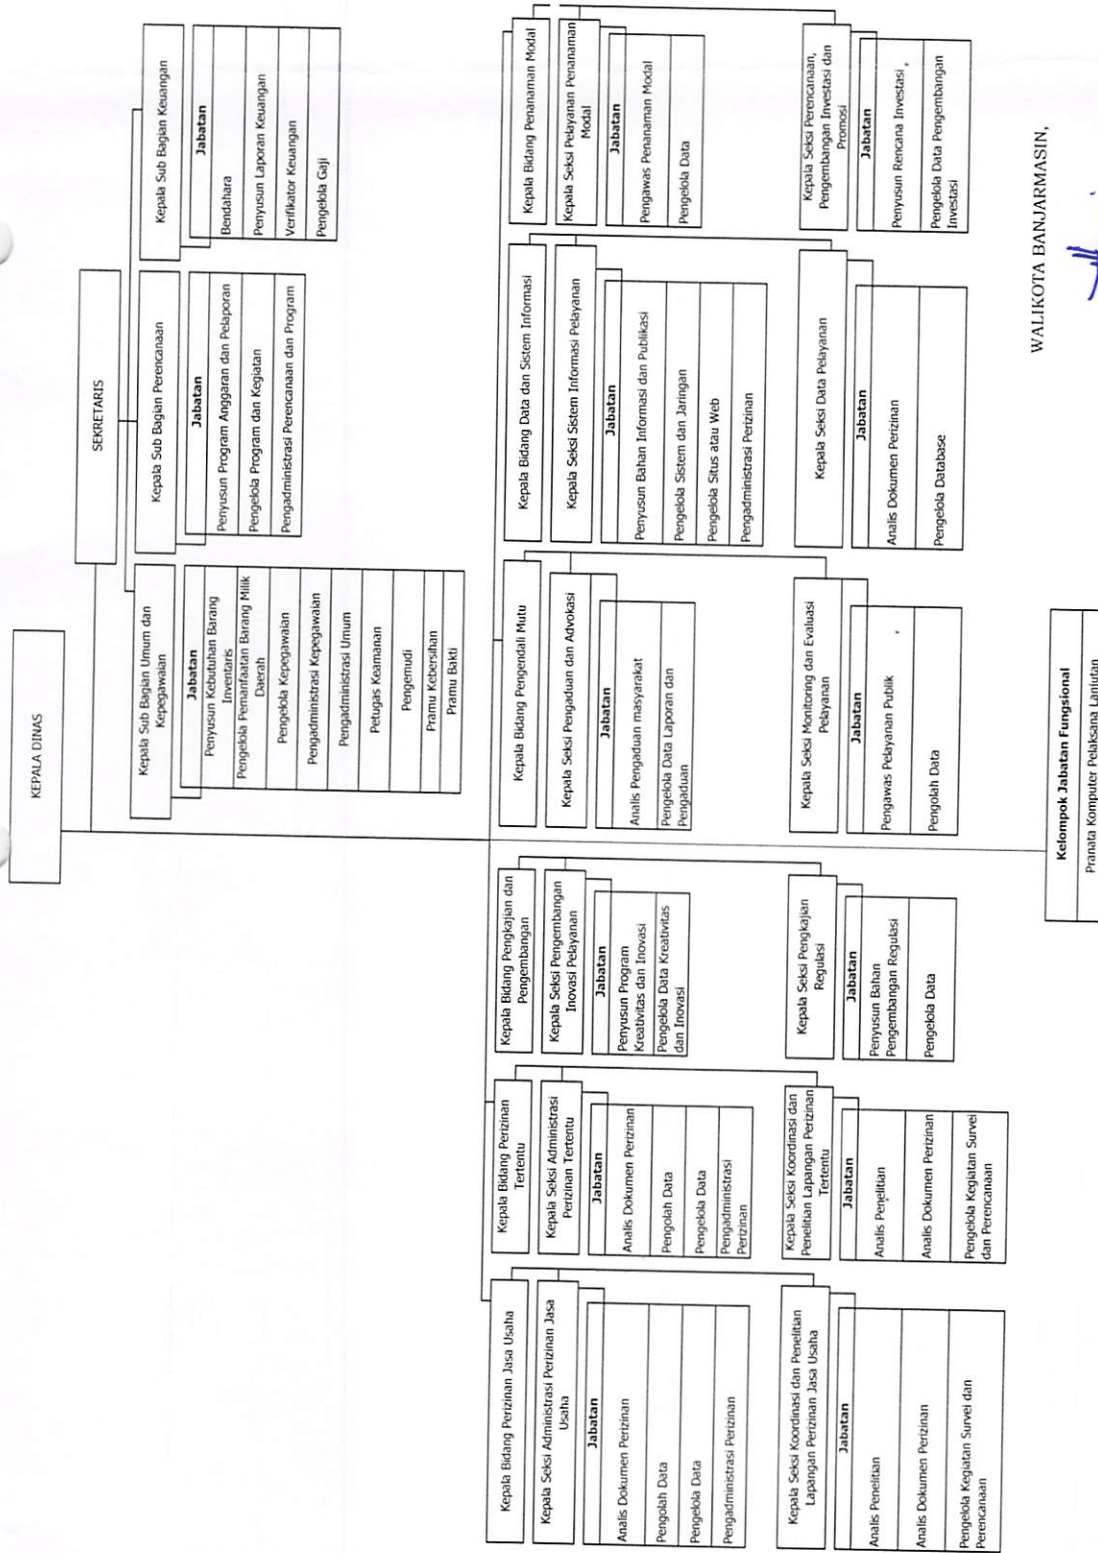 KEPALA DINAS
SEKRETARIS
Kepala Sub Bagian Umum dan
Kepegawaian
Jabatan
Penyusun Kebutuhan Barang
Inventaris
Pengelola Pemanfaatan Barang Milik
Daerah
Pengelola Kepegawaian
Pengadministrasi Kepegawaian
Pengadministrasi Umum
Petugas Keamanan
Pengemudi
Pramu Kebersihan
Pramu Bakti
Kepala Sub Bagian Perencanaan
Jabatan
Penyusun Program Anggaran dan Pelaporan
Pengelola Program dan Kegiatan
Pengadministrasi Perencanaan dan Program
Kepala Sub Bagian Keuangan
Jabatan
Bendahara
Penyusun Laporan Keuangan
Verifikator Keuangan
Pengelola Gaji
Kepala Bidang Perizinan Jasa Usaha
Kepala Seksi Administrasi Perizinan Jasa
Usaha
Jabatan
Analis Dokumen Perizinan
Pengolah Data
Pengelola Data
Pengadministrasi Perizinan
Kepala Seksi Koordinasi dan Penelitian
Lapangan Perizinan Jasa Usaha
Jabatan
Analis Penelitian
Analis Dokumen Perizinan
Pengelola Kegiatan Survei dan
Perencanaan
Kepala Bidang Perizinan
Tertentu
Kepala Seksi Administrasi
Perizinan Tertentu
Jabatan
Analis Dokumen Perizinan
Pengolah Data
Pengelola Data
Pengadministrasi
Perizinan
Kepala Seksi Koordinasi dan
Penelitian Lapangan Perizinan
Tertentu
Jabatan
Analis Penelitian
Analis Dokumen Perizinan
Pengelola Kegiatan Survei
dan Perencanaan
Kepala Bidang Pengkajian dan
Pengembangan
Kepala Seksi Pengembangan
Inovasi Pelayanan
Jabatan
Penyusun Program
Kreativitas dan Inovasi
Pengelola Data Kreativitas
dan Inovasi
Kepala Seksi Pengkajian
Regulasi
Jabatan
Penyusun Bahan
Pengembangan Regulasi
Pengelola Data
Kepala Bidang Pengendali Mutu
Kepala Seksi Pengaduan dan Advokasi
Jabatan
Analis Pengaduan masyarakat
Pengelola Data Laporan dan
Pengaduan
Kepala Seksi Monitoring dan Evaluasi
Pelayanan
Jabatan
Pengawas Pelayanan Publik
Pengolah Data
Kepala Bidang Data dan Sistem Informasi
Kepala Seksi Sistem Informasi Pelayanan
Jabatan
Penyusun Bahan Informasi dan Publikasi
Pengelola Sistem dan Jaringan
Pengelola Situs atau Web
Pengadministrasi Perizinan
Kepala Seksi Data Pelayanan
Jabatan
Analis Dokumen Perizinan
Pengelola Database
Kepala Bidang Penanaman Modal
Kepala Seksi Pelayanan Penanaman
Modal
Jabatan
Pengawas Penanaman Modal
Pengelola Data
Kepala Seksi Perencanaan,
Pengembangan Investasi dan
Promosi
Jabatan
Penyusun Rencana Investasi
Pengelola Data Pengembangan
Investasi
Kelompok Jabatan Fungsional
Pranata Komputer Pelaksana Lanjutan
WALIKOTA BANJARMASIN,